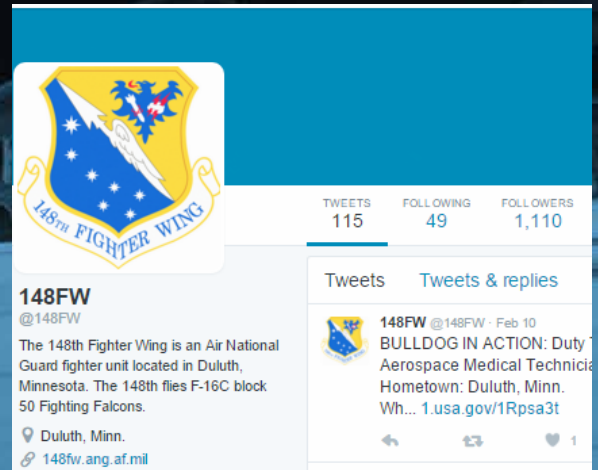 148TH FIGHTER WING
TWEETS FOLLOWING FOLLOWERS
115 49 1,110
148FW
@148FW
The 148th Fighter Wing is an Air National
Guard fighter unit located in Duluth,
Minnesota. The 148th flies F-16C block
50 Fighting Falcons.
Duluth, Minn.
148fw.ang.af.mil
Tweets Tweets & replies
148FW @148FW · Feb 10
BULLDOG IN ACTION: Duty
Aerospace Medical Technicia
Hometown: Duluth, Minn.
Wh... 1.usa.gov/1Rpsa3t
1